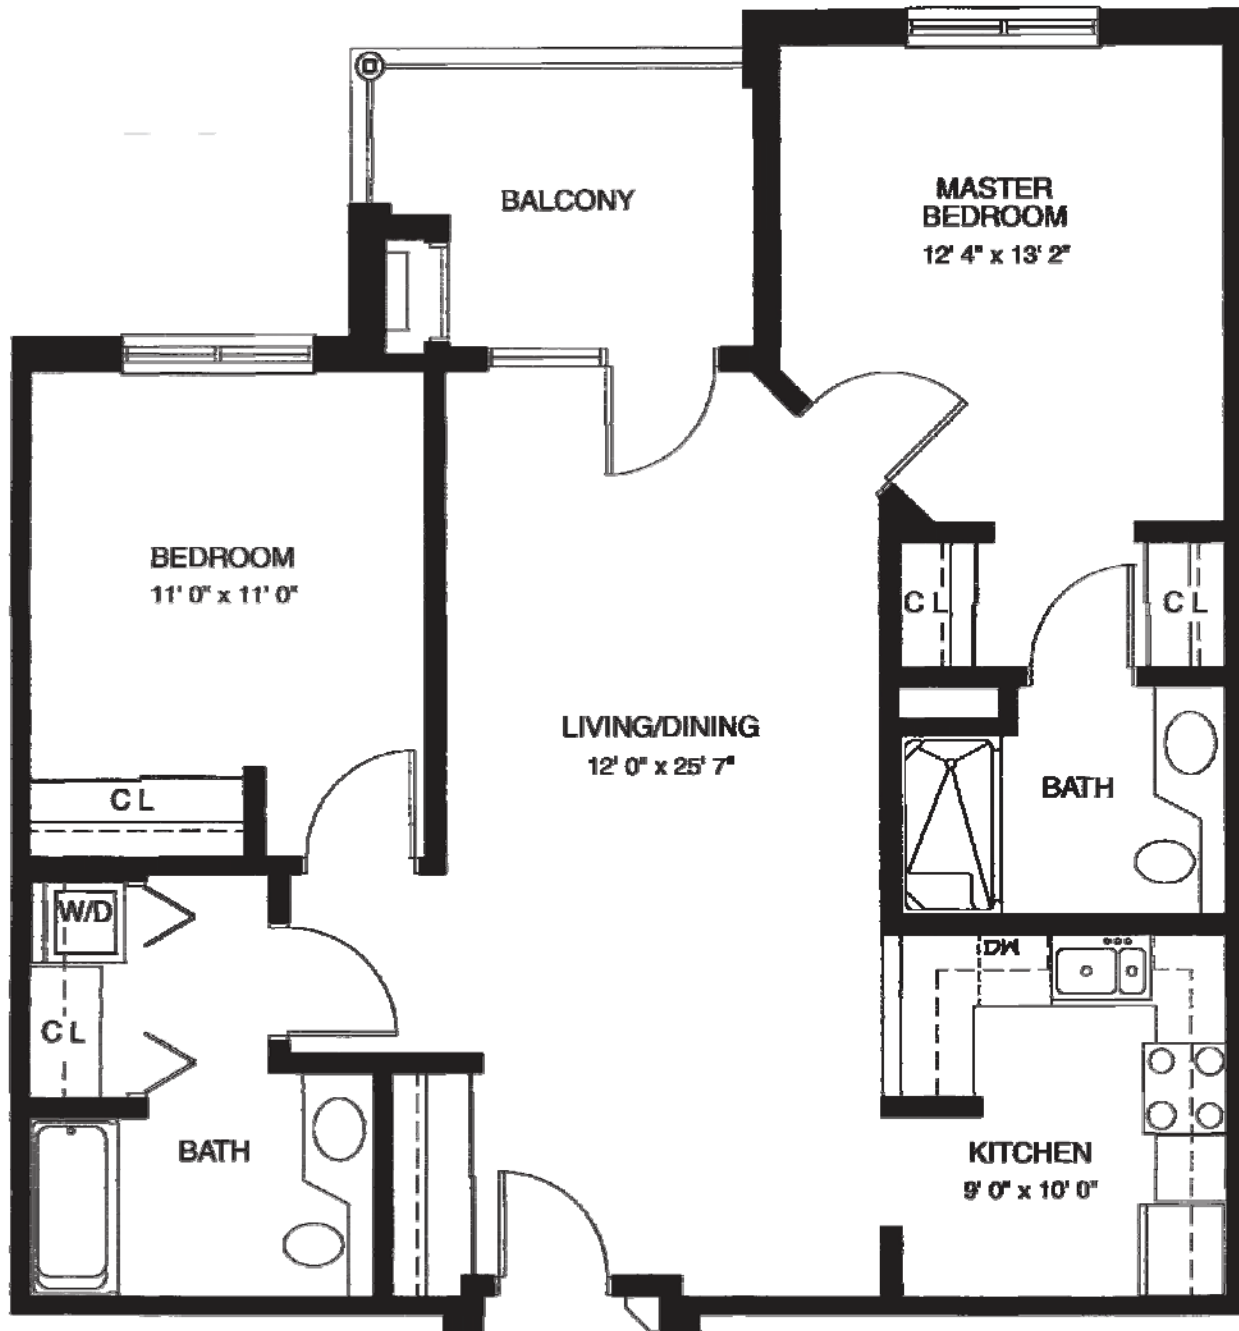 BALCONY
MASTER
BEDROOM
12' 4" x 13' 2"
BEDROOM
11' 0" x 11' 0"
C L
C L
LIVING/DINING
12' 0" x 25' 7"
C L
BATH
W/D
DW
C L
BATH
KITCHEN
9' 0" x 10' 0"